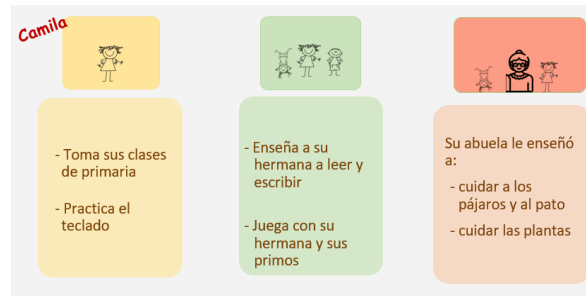 Camila
- Toma sus clases
de primaria
- Practica el
teclado
- Enseña a su
hermana a leer y
escribir
- Juega con su
hermana y sus
primos
Su abuela le enseñó
a:
- cuidar a los
pájaros y al pato
- cuidar las plantas